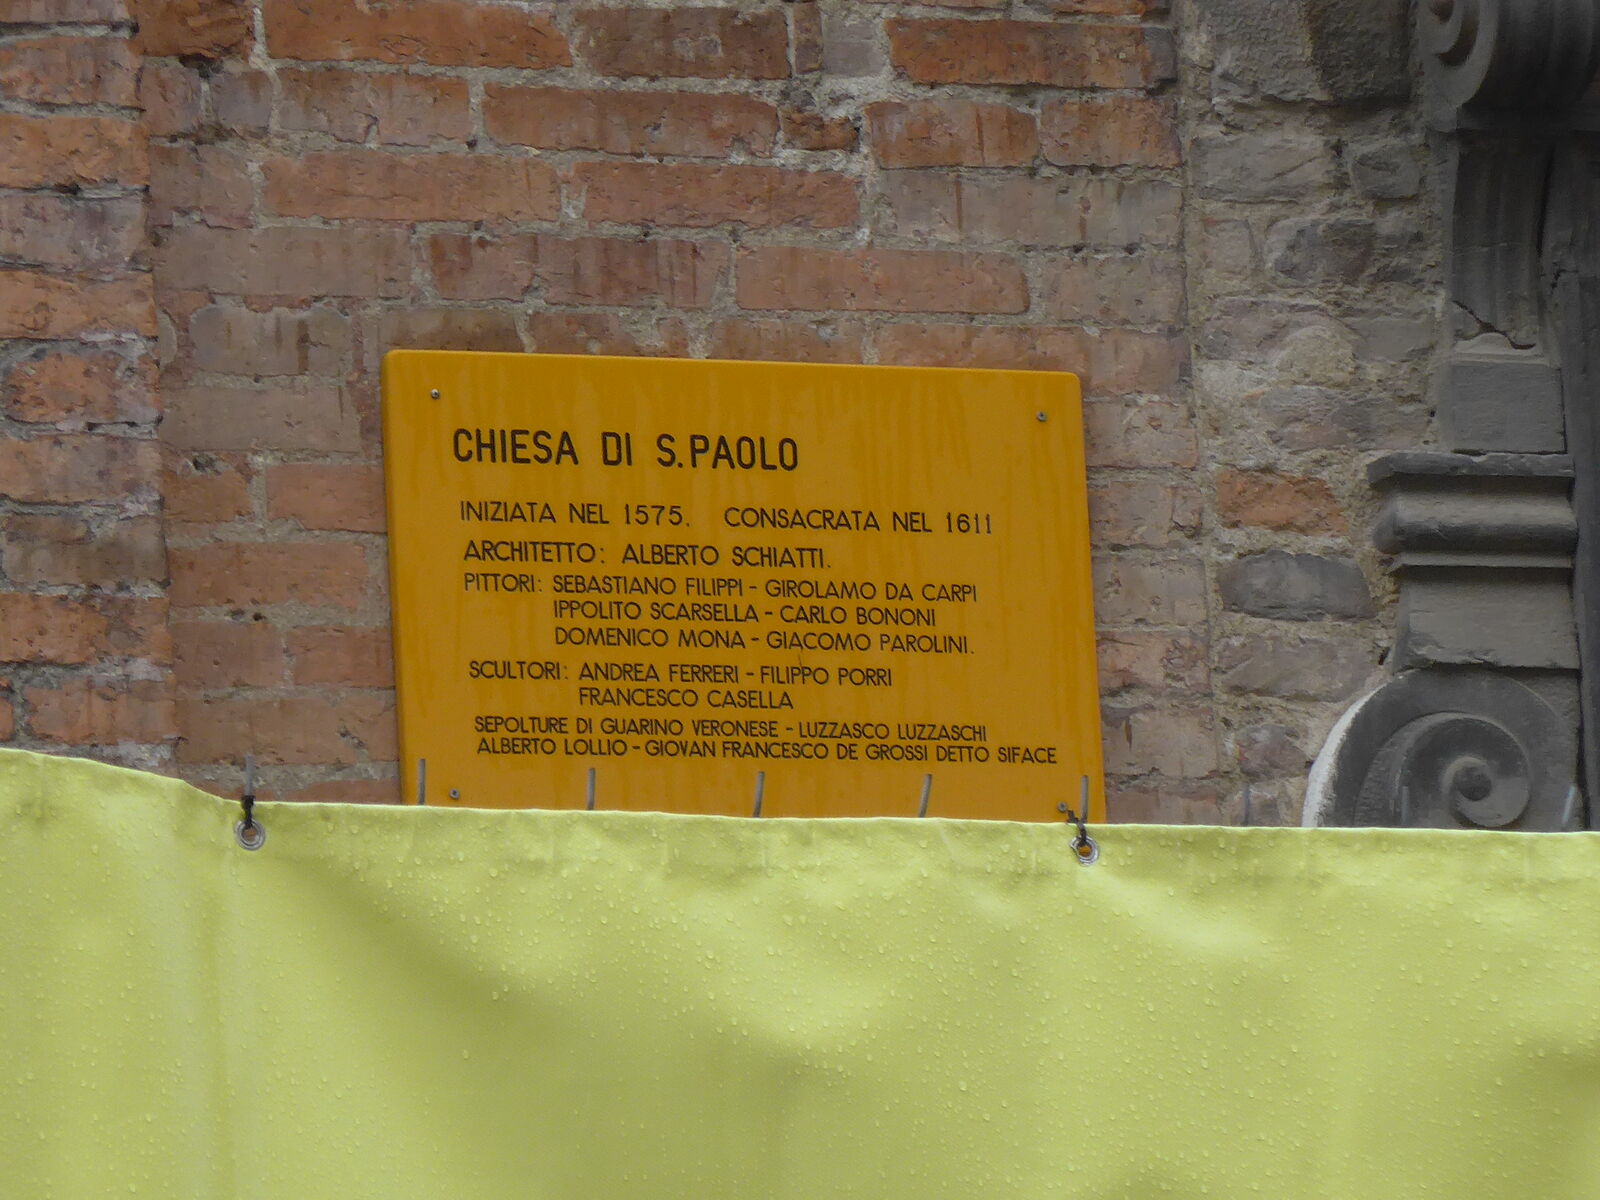 CHIESA DI S.PAOLO
INIZIATA NEL 1575. CONSACRATA NEL 1611
ARCHITETTO: ALBERTO SCHIATTI.
PITTORI: SEBASTIANO FILIPPI - GIROLAMO DA CARPI
IPPOLITO SCARSELLA - CARLO BONONI
DOMENICO MONA - GIACOMO PAROLINI.
SCULTORI: ANDREA FERRERI - FILIPPO PORRI
FRANCESCO CASELLA
SEPOLTURE DI GUARINO VERONESE - LUZZASCO LUZZASCHI
ALBERTO LOLLIO - GIOVAN FRANCESCO DE GROSSI DETTO SIFACE